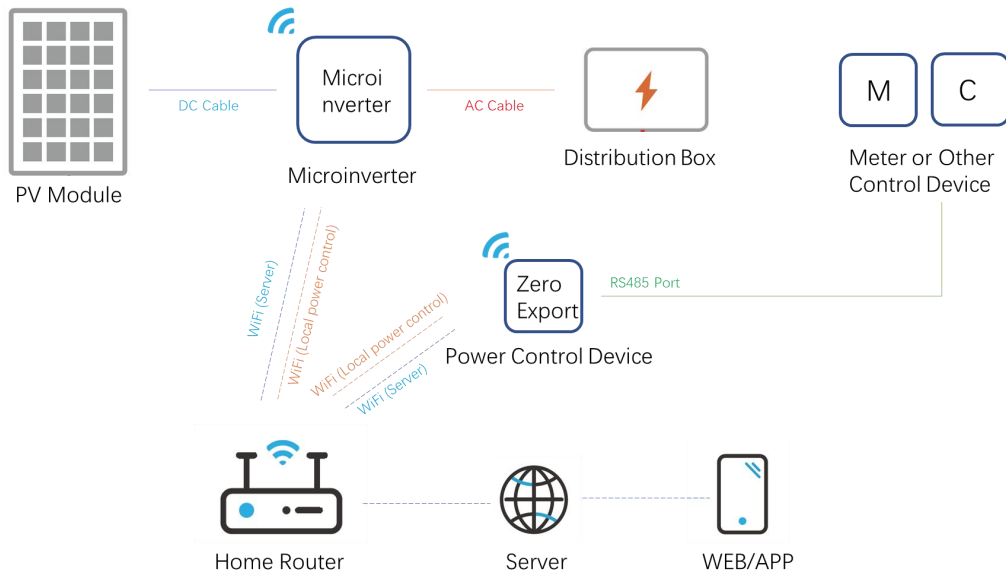 Microi
nverter
M
C
DC Cable
AC Cable
PV Module
Microinverter
Distribution Box
Meter or Other
Control Device
WiFi (Server)
WiFi (Local power control)
WiFi (Local power control)
WiFi (Server)
Zero
Export
RS485 Port
Power Control Device
Home Router
Server
WEB/APP